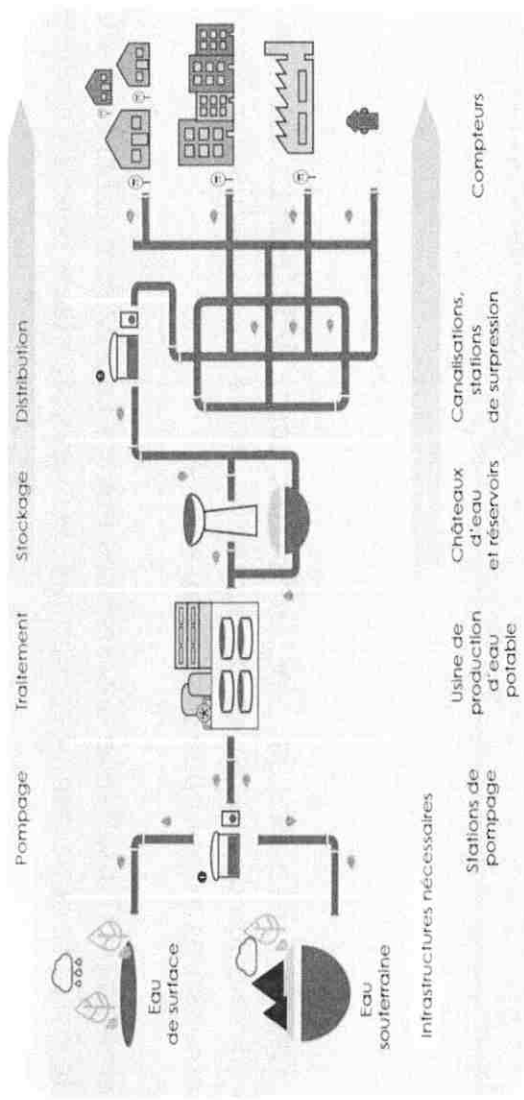 Pompage
Traitement
Stockage
Distribution
Eau
de surface
Eau
souterraine
Infrastructures nécessaires
Stations de
pompage
Usine de
production
d'eau
potable
Châteaux
d'eau
et réservoirs
Canalisations,
stations
de surpression
Compteurs